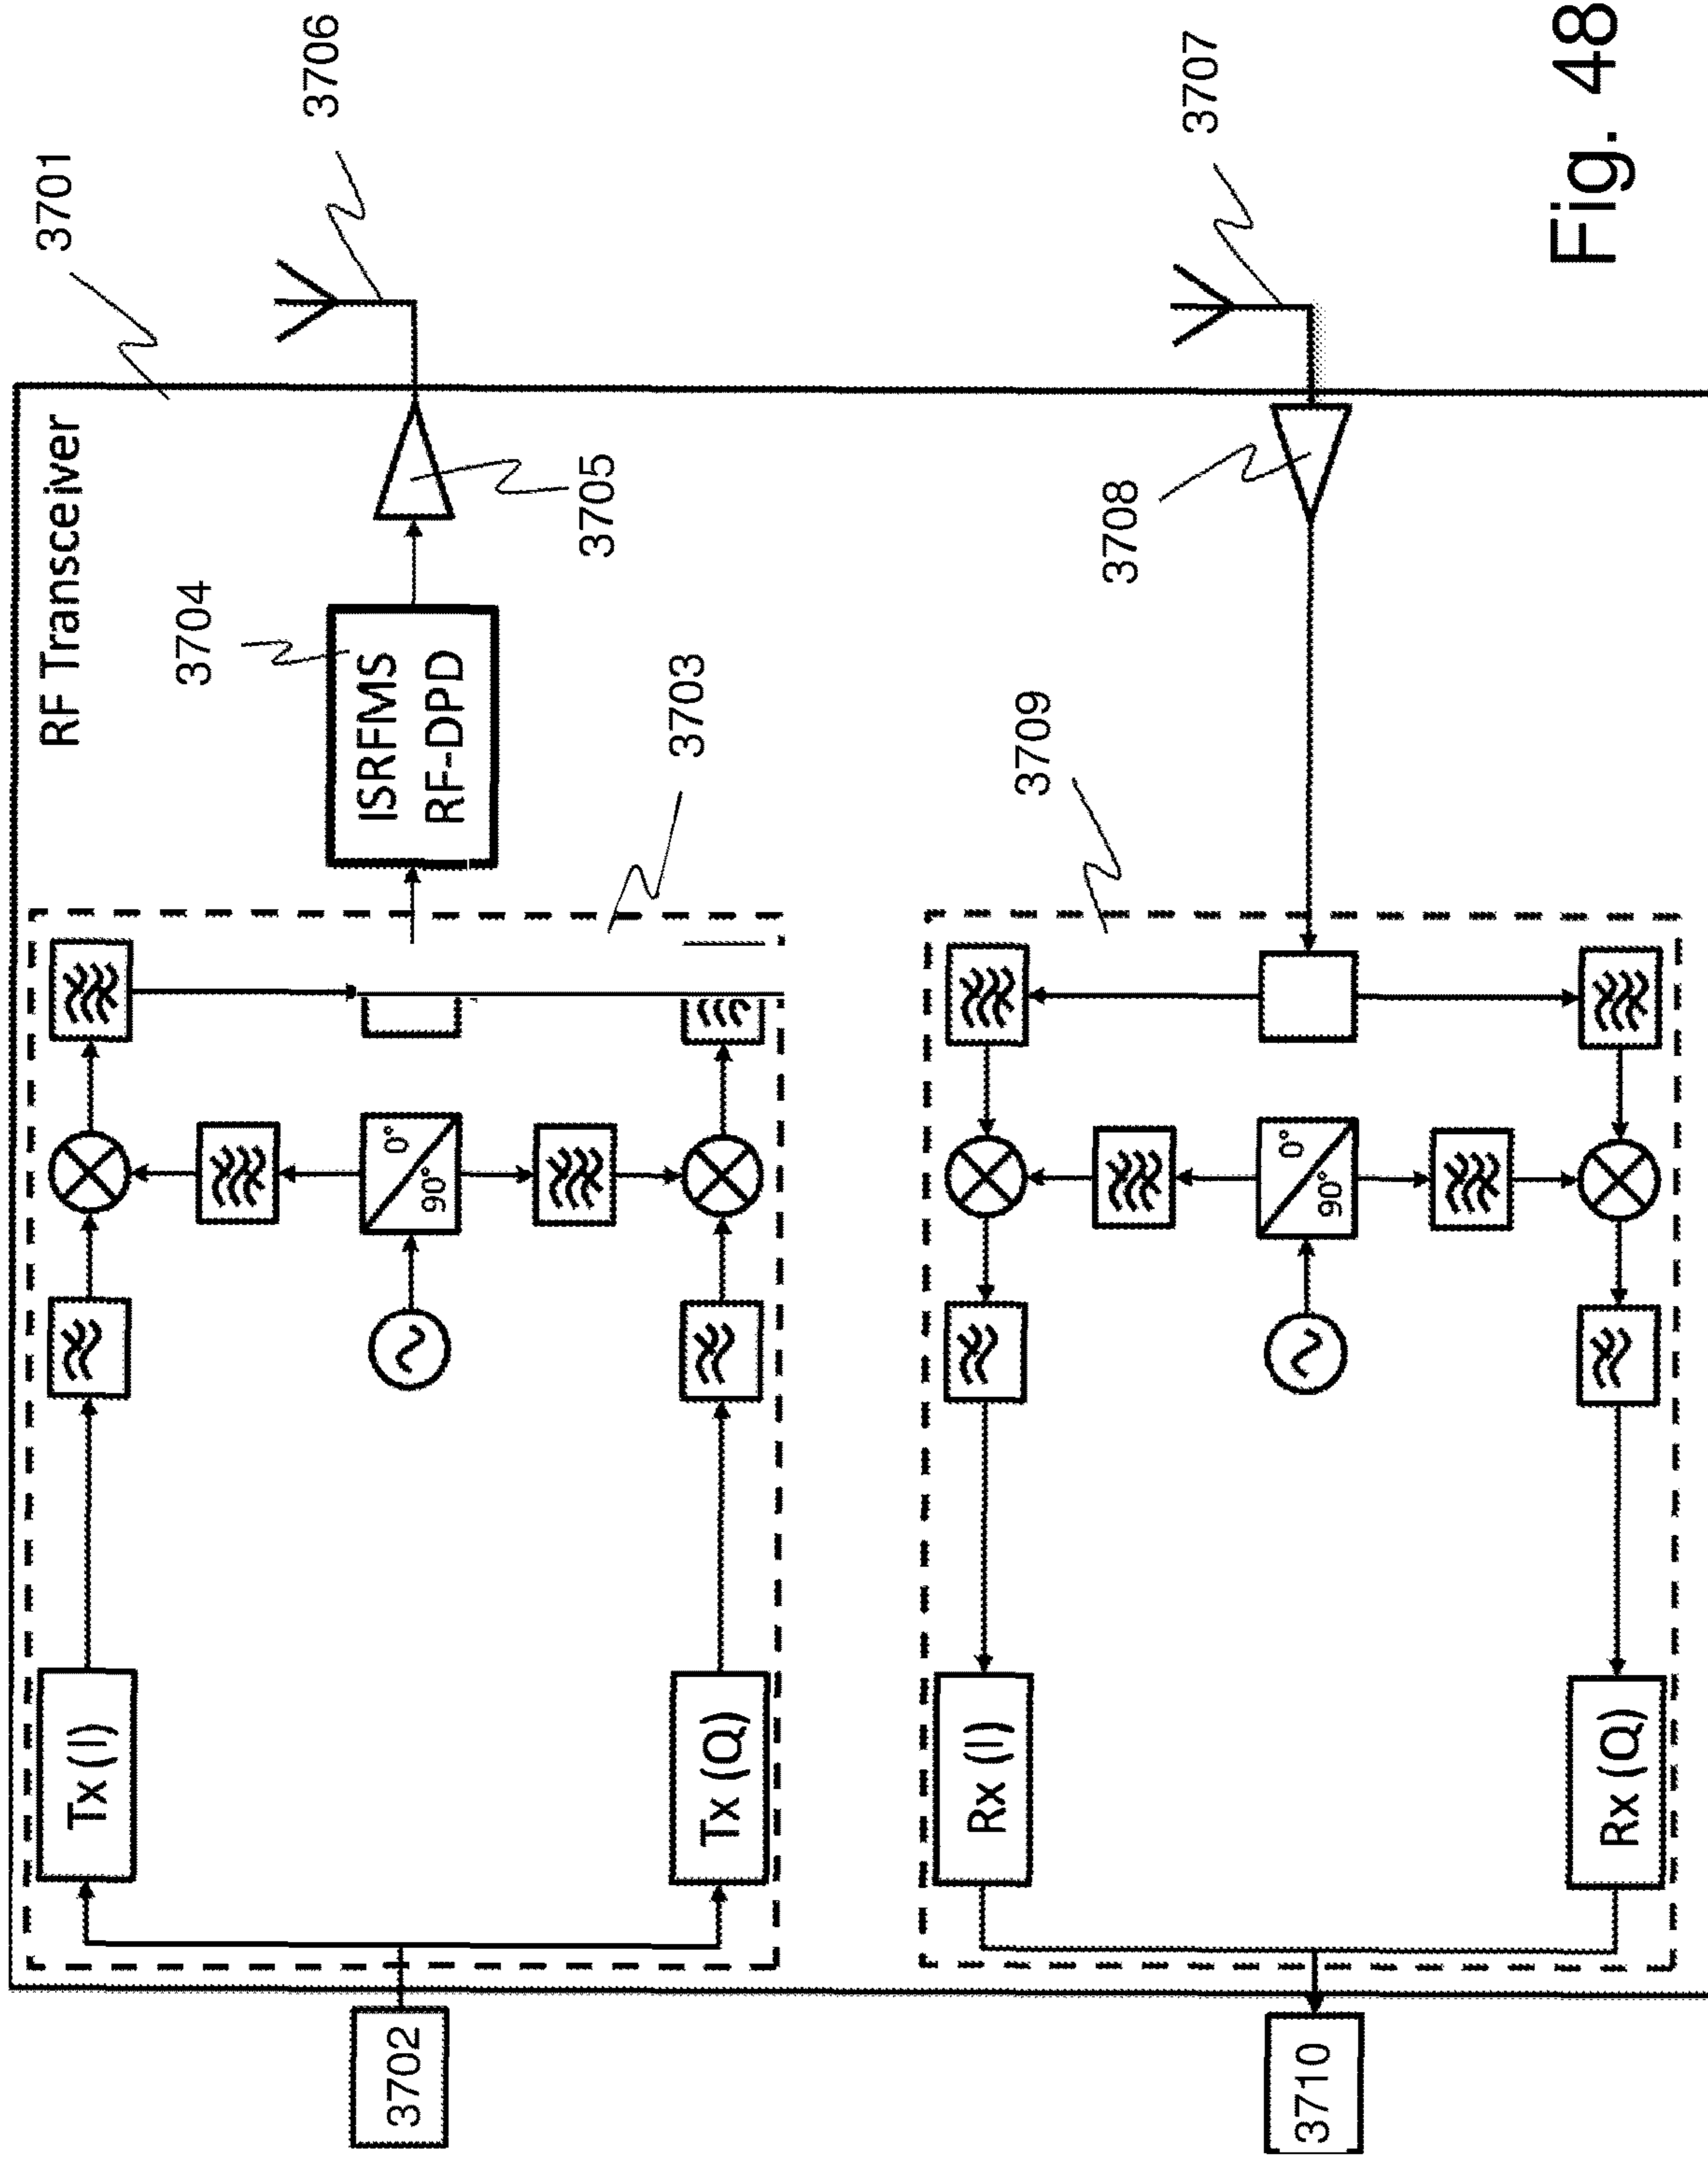 RF Transceiver
3701
3706
3704
ISRFMS
RF-DPD
3705
3703
Tx (I)
0°
90°
Tx (Q)
3702
3707
3708
3709
Rx (I)
0°
90°
Rx (Q)
3710
Fig. 48